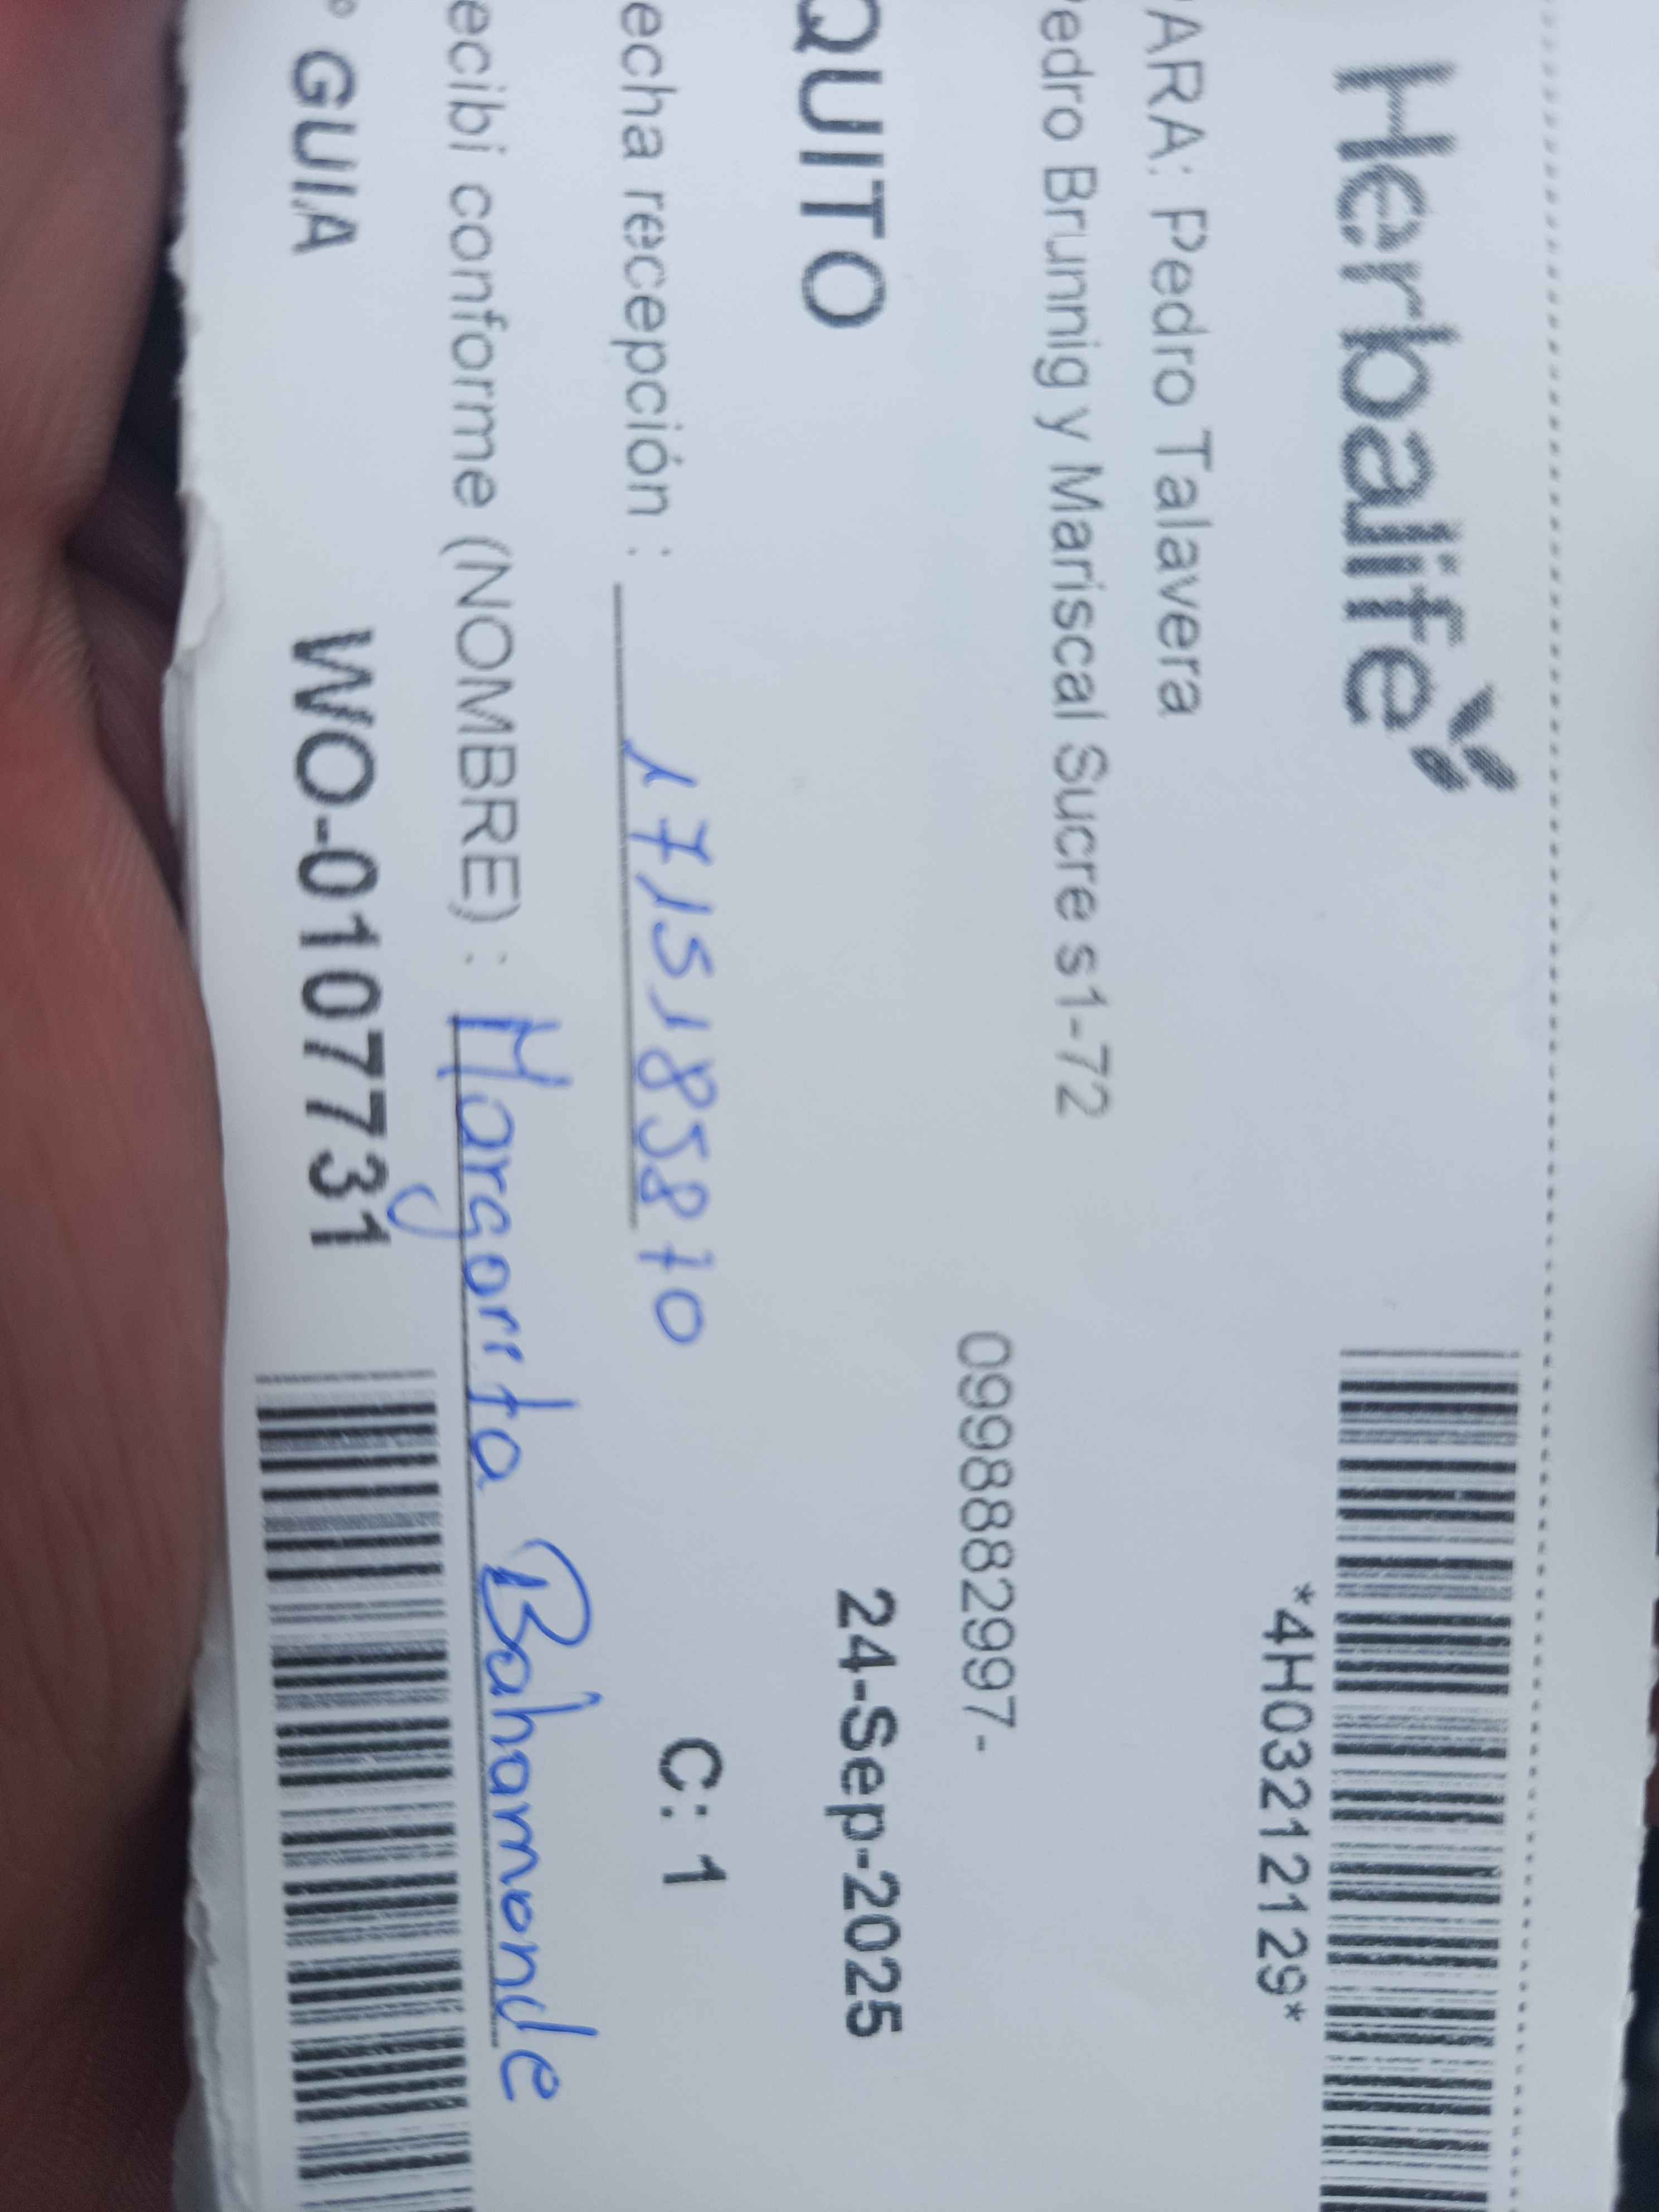 Herbalife
*4H03212129*
ARA: Pedro Talavera
edro Brunnig y Mariscal Sucre s1-72
0998882997-
QUITO 24-Sep-2025
echa recepción : 1715185870 C: 1
ecibi conforme (NOMBRE) : Margarita Bahamonde
° GUIA WO-0107731